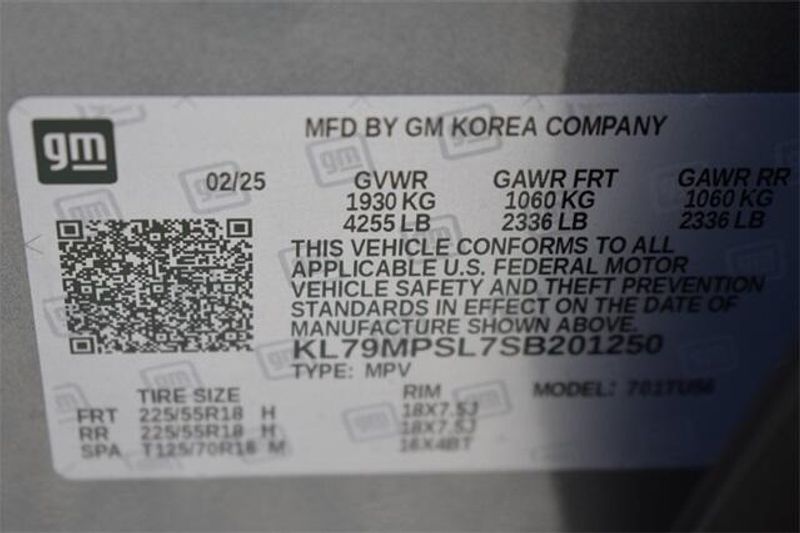 gm
MFD BY GM KOREA COMPANY
02/25 GVWR GAWR FRT GAWR RR
1930 KG 1060 KG 1060 KG
4255 LB 2336 LB 2336 LB
THIS VEHICLE CONFORMS TO ALL
APPLICABLE U.S. FEDERAL MOTOR
VEHICLE SAFETY AND THEFT PREVENTION
STANDARDS IN EFFECT ON THE DATE OF
MANUFACTURE SHOWN ABOVE.
KL79MPSL7SB201250
TYPE: MPV
TIRE SIZE RIM MODEL:
FRT 225/55R18 H 18X7.5J
RR 225/55R18 H 18X7.5J
SPA T125/70R16 M 16X4BT